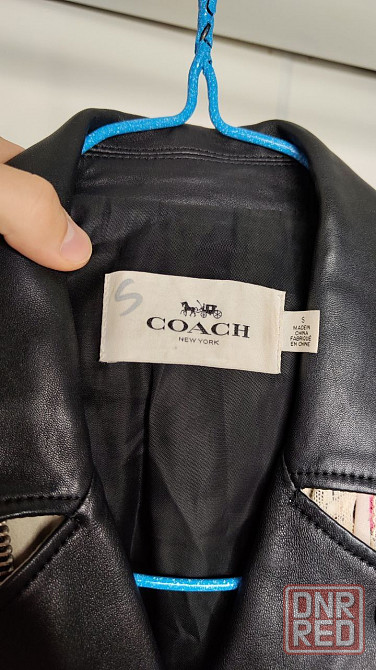 S
COACH
NEW YORK
S
MADE IN
CHINA
FABRIQUÉ
EN CHINE
DNR
RED